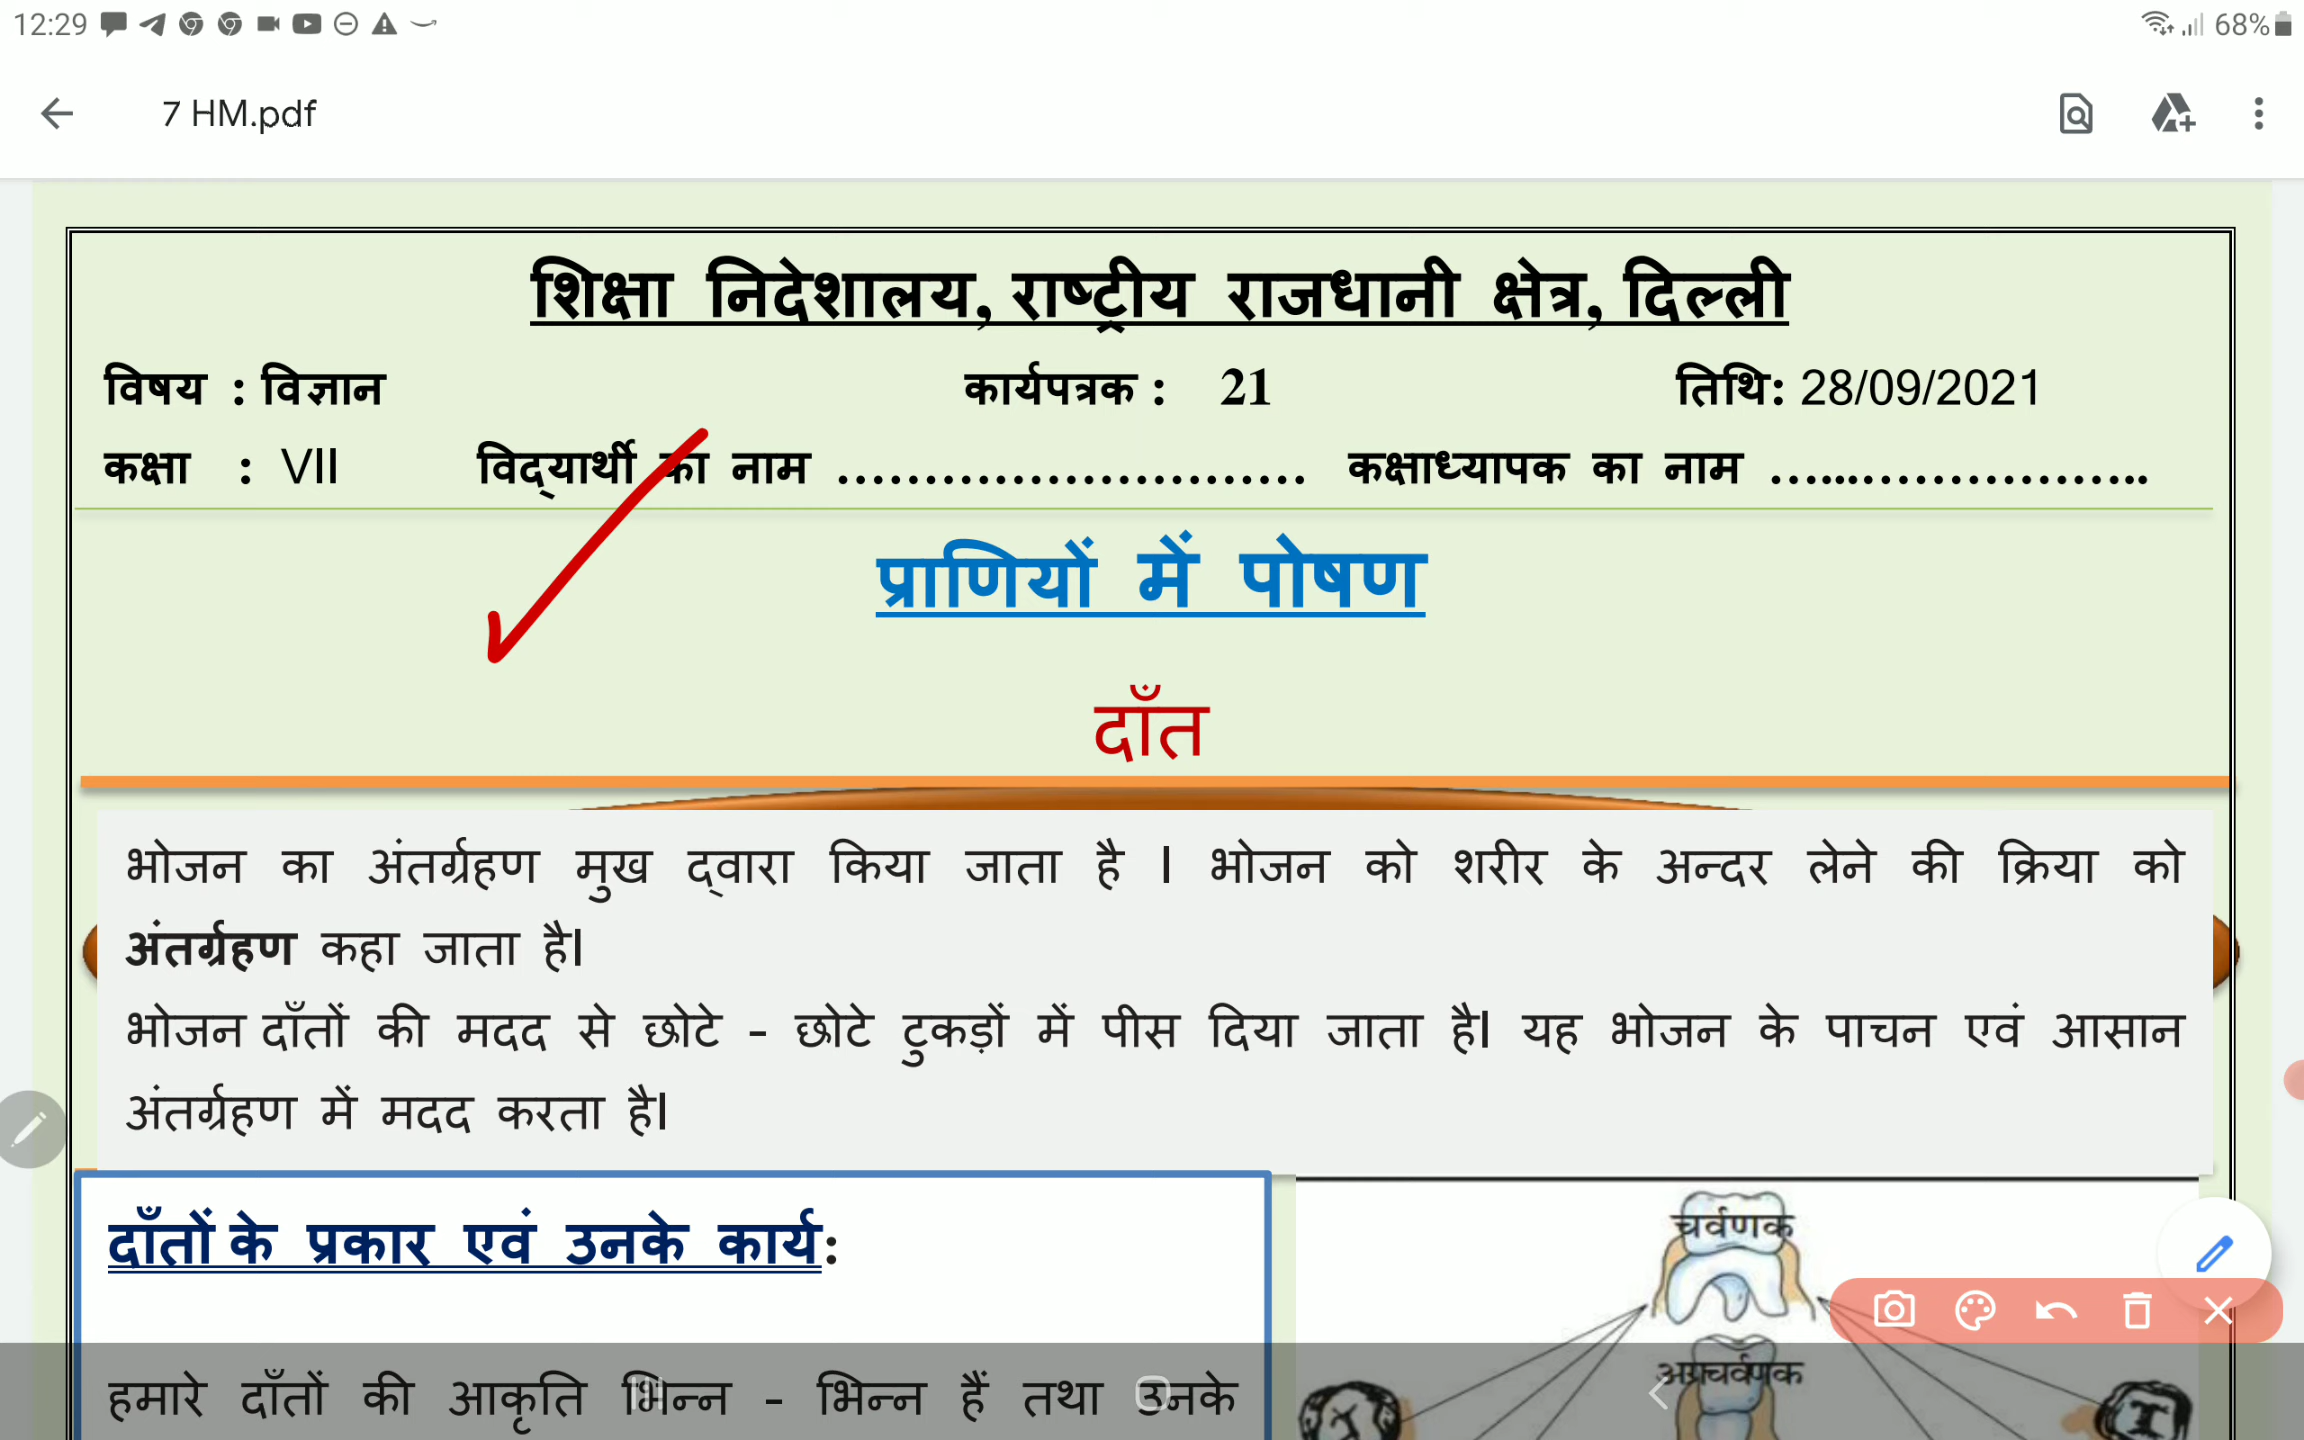 12:29
68%
7 HM.pdf
शिक्षा निदेशालय, राष्ट्रीय राजधानी क्षेत्र, दिल्ली
विषय : विज्ञान कार्यपत्रक : 21 तिथि: 28/09/2021
कक्षा : VII विद्यार्थी का नाम .......................... कक्षाध्यापक का नाम ........................
प्राणियों में पोषण
दाँत
भोजन का अंतर्ग्रहण मुख द्वारा किया जाता है । भोजन को शरीर के अन्दर लेने की क्रिया को
अंतर्ग्रहण कहा जाता है।
भोजन दाँतों की मदद से छोटे - छोटे टुकड़ों में पीस दिया जाता है। यह भोजन के पाचन एवं आसान
अंतर्ग्रहण में मदद करता है।
दाँतों के प्रकार एवं उनके कार्य:
हमारे दाँतों की आकृति भिन्न - भिन्न हैं तथा उनके
चर्वणक
अग्रचर्वणक